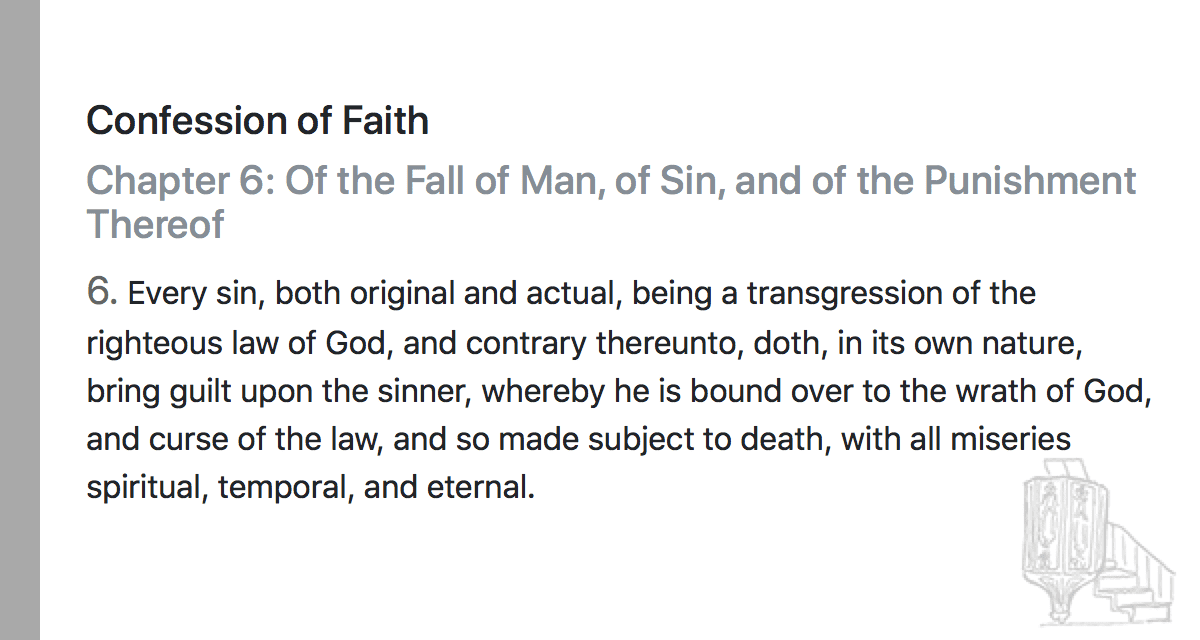 Confession of Faith
Chapter 6: Of the Fall of Man, of Sin, and of the Punishment
Thereof
6. Every sin, both original and actual, being a transgression of the
righteous law of God, and contrary thereunto, doth, in its own nature,
bring guilt upon the sinner, whereby he is bound over to the wrath of God,
and curse of the law, and so made subject to death, with all miseries
spiritual, temporal, and eternal.